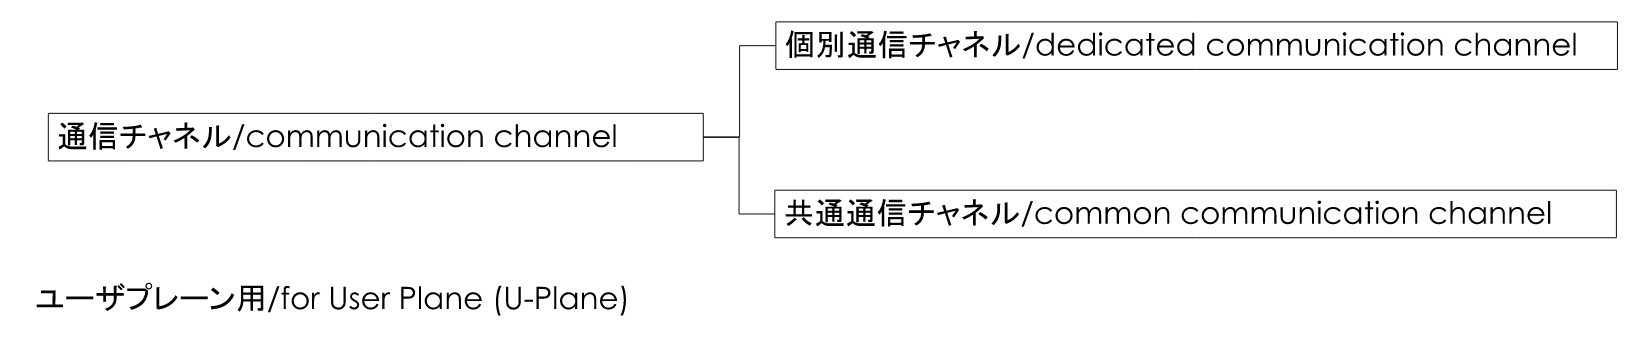 個別通信チャネル/dedicated communication channel
通信チャネル/communication channel
共通通信チャネル/common communication channel
ユーザプレーン用/for User Plane (U-Plane)